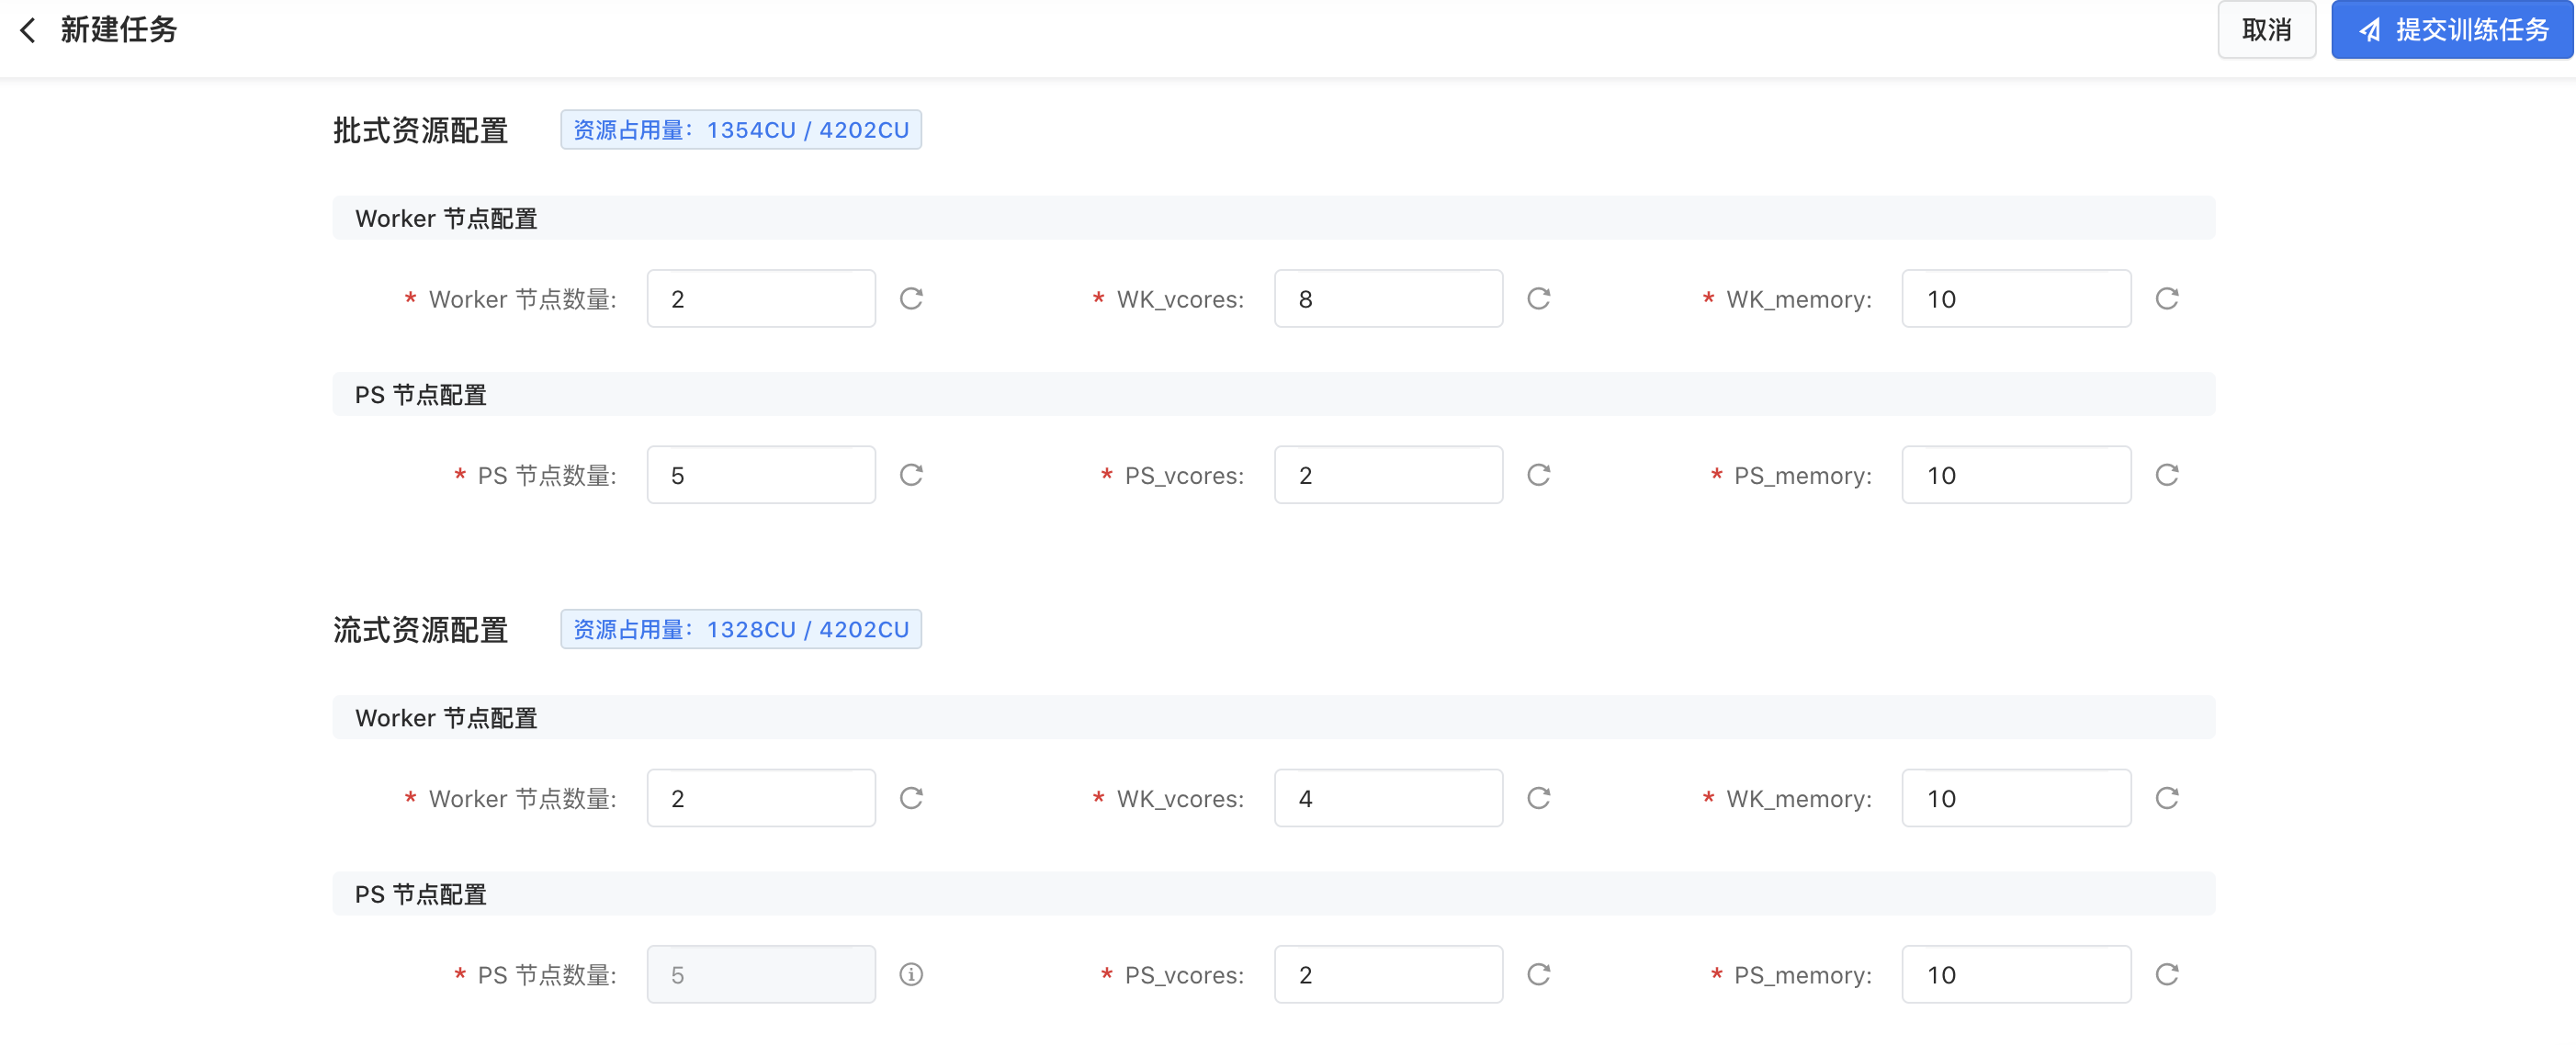 新建任务
取消
提交训练任务
批式资源配置
资源占用量：1354CU / 4202CU
Worker 节点配置
* Worker 节点数量: 2
* WK_vcores: 8
* WK_memory: 10
PS 节点配置
* PS 节点数量: 5
* PS_vcores: 2
* PS_memory: 10
流式资源配置
资源占用量：1328CU / 4202CU
Worker 节点配置
* Worker 节点数量: 2
* WK_vcores: 4
* WK_memory: 10
PS 节点配置
* PS 节点数量: 5
* PS_vcores: 2
* PS_memory: 10